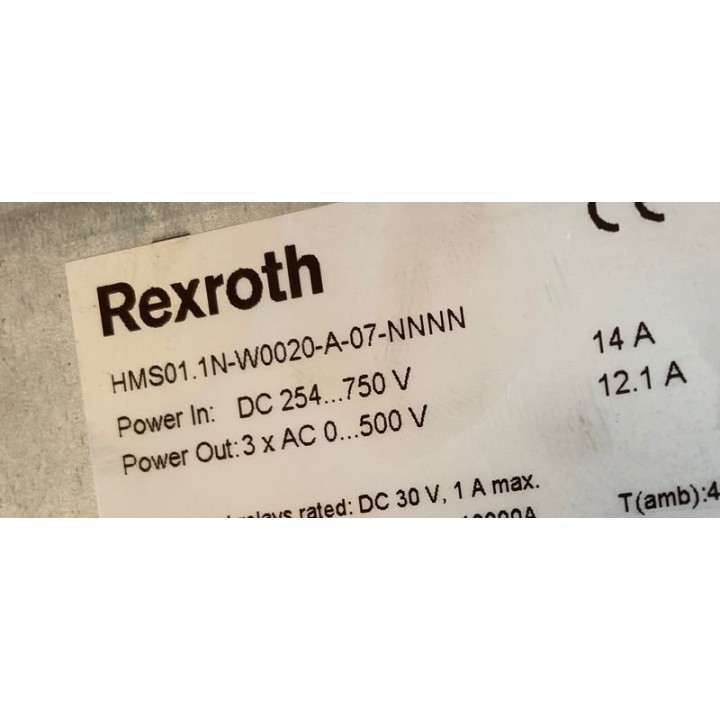 Rexroth
HMS01.1N-W0020-A-07-NNNN
Power In: DC 254...750 V 14 A
Power Out: 3 x AC 0...500 V 12.1 A
rated: DC 30 V, 1 A max.
T(amb):4